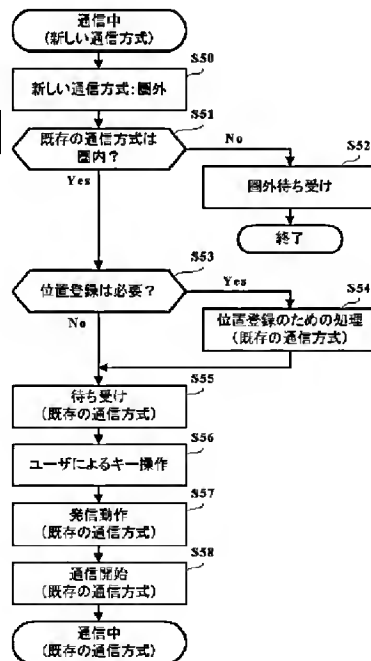 通信中
(新しい通信方式)
S50
新しい通信方式:圏外
S51
既存の通信方式は
圏内?
No
Yes
S52
圏外待ち受け
終了
S53
位置登録は必要?
Yes
No
S54
位置登録のための処理
(既存の通信方式)
S55
待ち受け
(既存の通信方式)
S56
ユーザによるキー操作
S57
発信動作
(既存の通信方式)
S58
通信開始
(既存の通信方式)
通信中
(既存の通信方式)